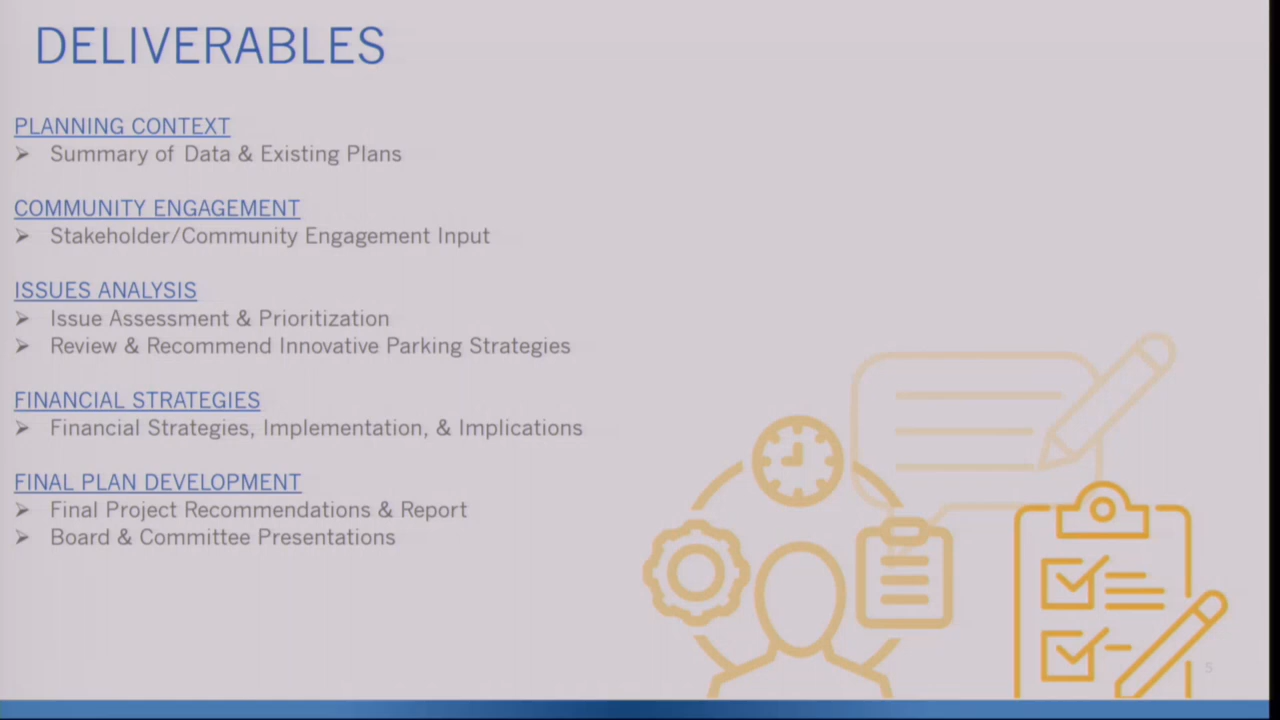 DELIVERABLES
PLANNING CONTEXT
➢ Summary of Data & Existing Plans
COMMUNITY ENGAGEMENT
➢ Stakeholder/Community Engagement Input
ISSUES ANALYSIS
➢ Issue Assessment & Prioritization
➢ Review & Recommend Innovative Parking Strategies
FINANCIAL STRATEGIES
➢ Financial Strategies, Implementation, & Implications
FINAL PLAN DEVELOPMENT
➢ Final Project Recommendations & Report
➢ Board & Committee Presentations
5